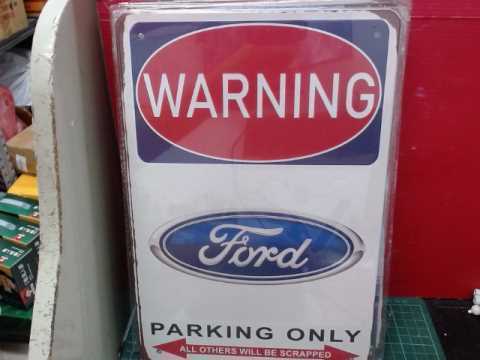 WARNING
Ford
PARKING ONLY
ALL OTHERS WILL BE SCRAPPED